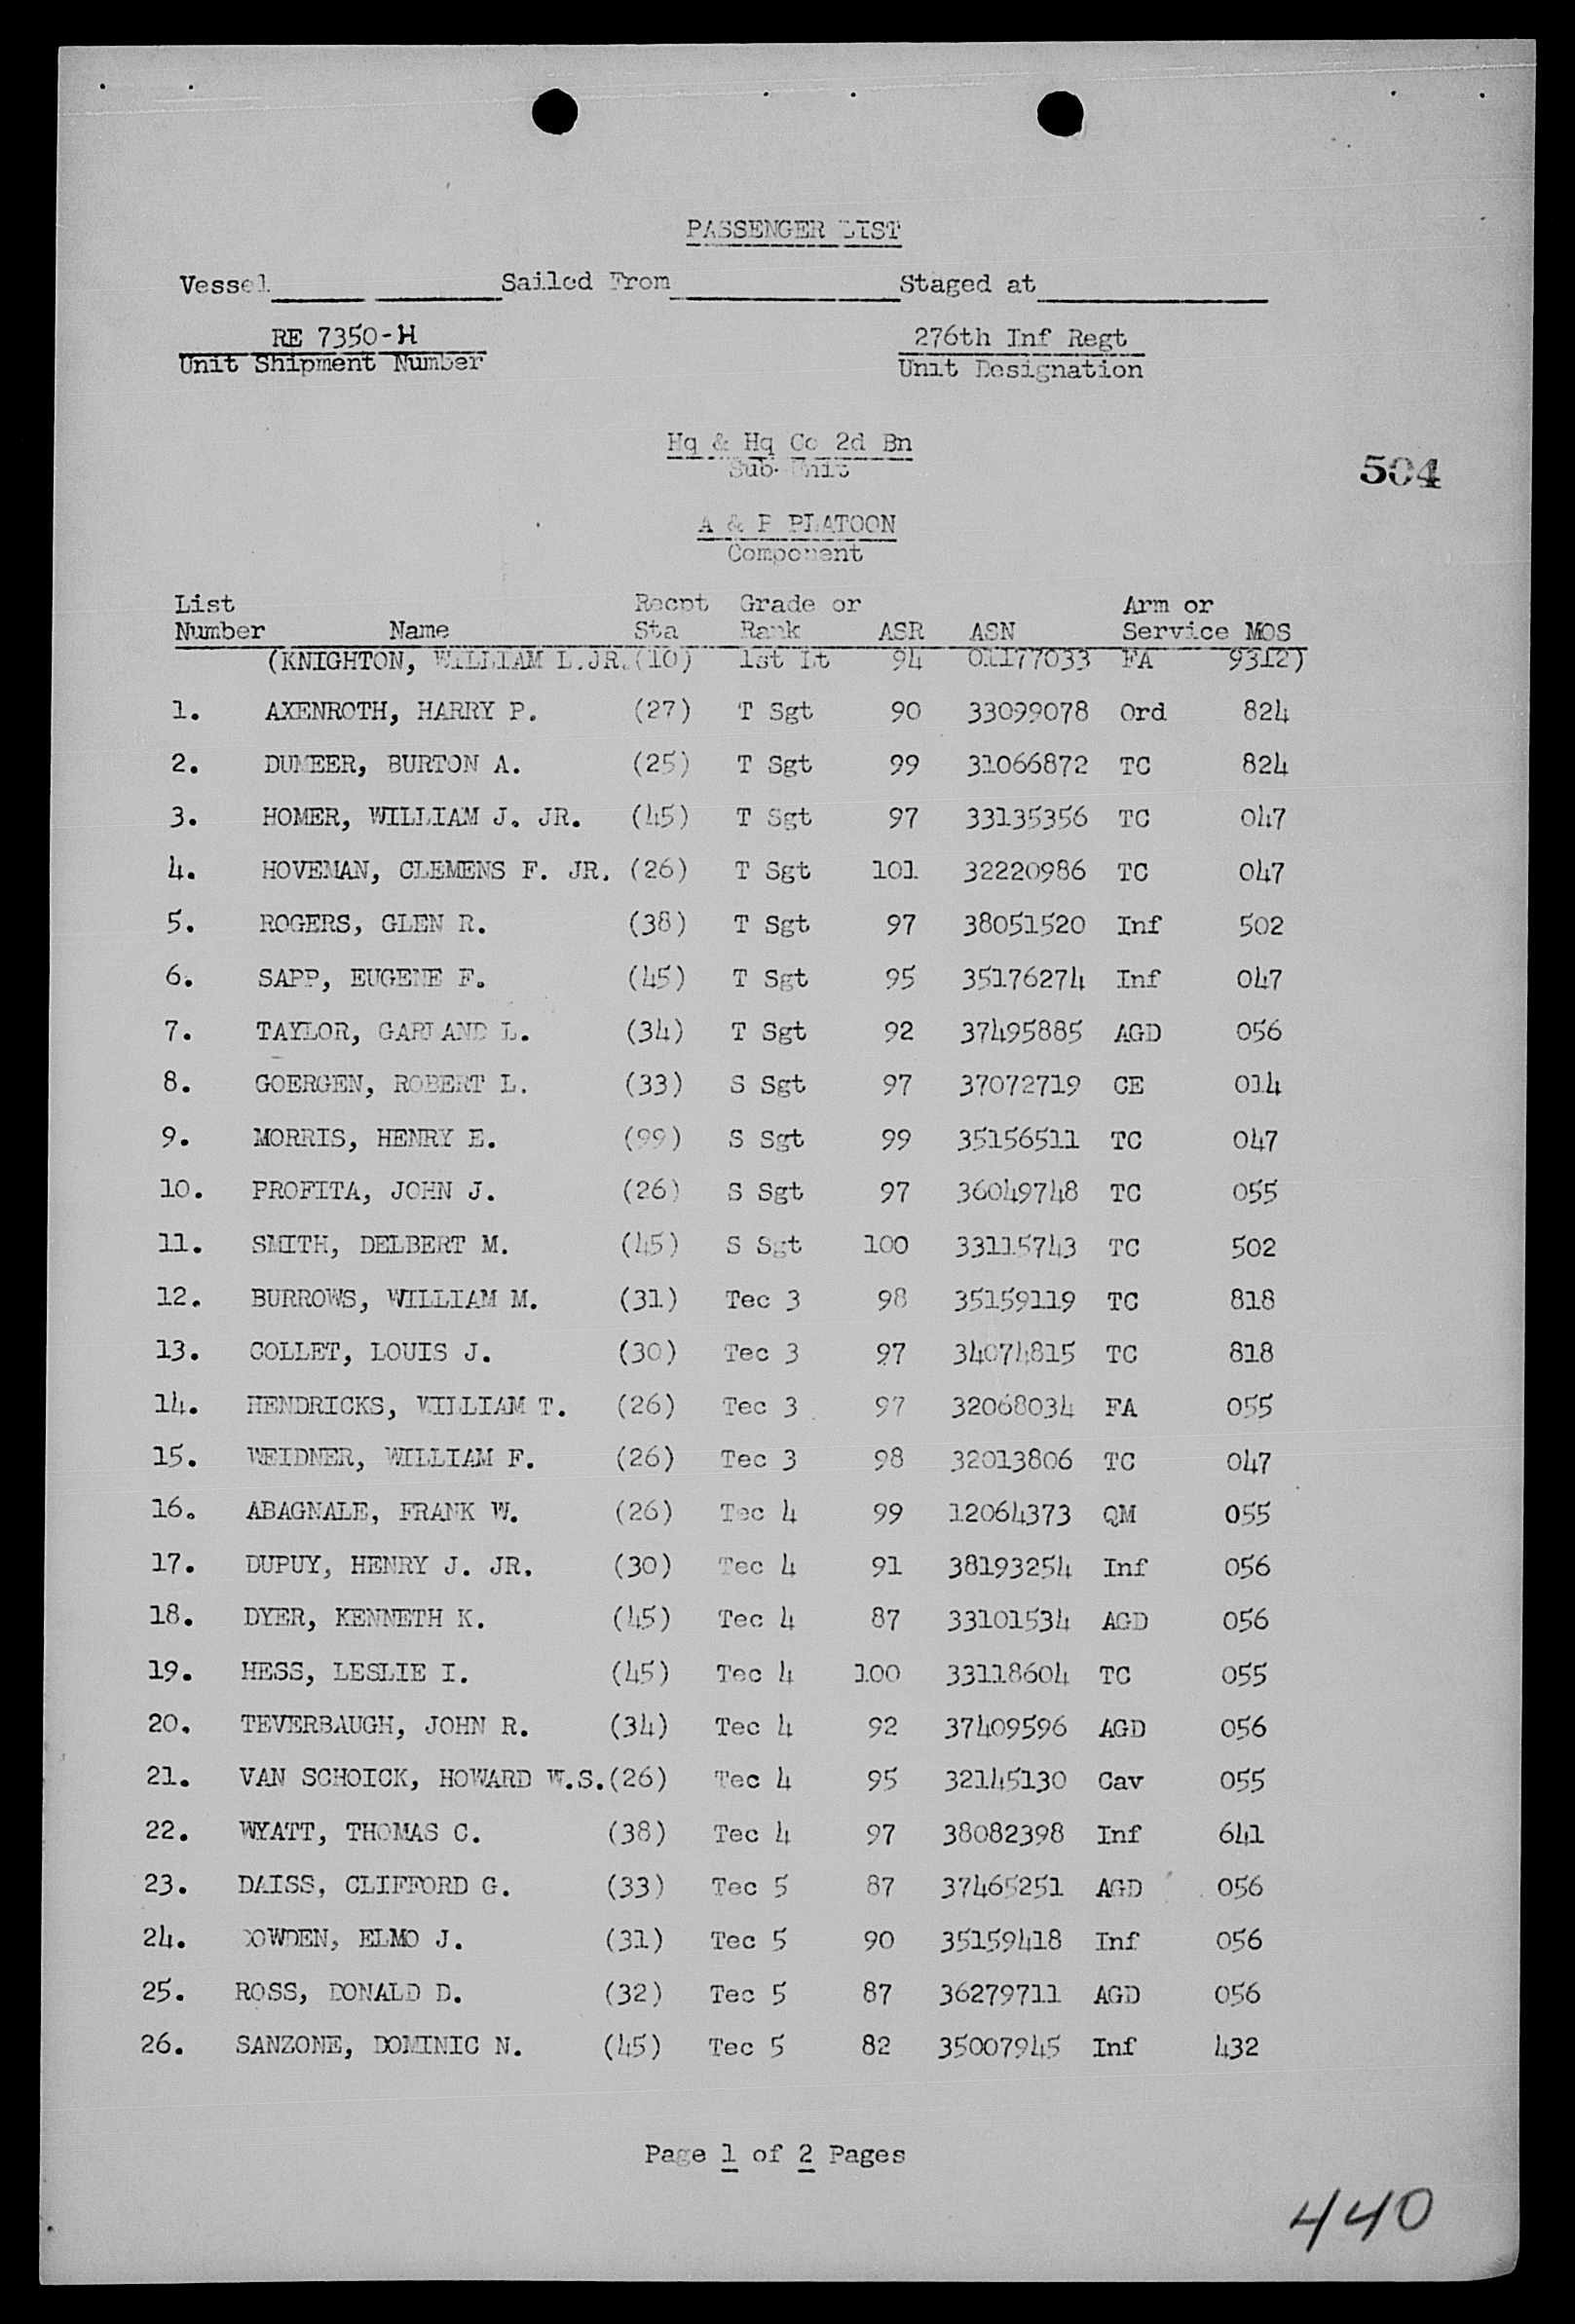 PASSENGER LIST
Vessel Sailed From Staged at
RE 7350-H 276th Inf Regt
Unit Shipment Number Unit Designation
Hq & Hq Co 2d Bn
Sub-Unit
504
A & P PLATOON
Component
List Recpt Grade or Arm or
Number Name Sta Rank ASR ASN Service MOS
(KNIGHTON, WILLIAM L.JR.(10) 1st Lt 94 01177033 FA 9312)
1. AXENROTH, HARRY P. (27) T Sgt 90 33099078 Ord 824
2. BURTON A. (25) T Sgt 99 31066872 TC 824
3. HOMER, WILLIAM J. JR. (45) T Sgt 97 33135356 TC 047
4. HOVEMAN, CLEMENS F. JR. (26) T Sgt 101 32220986 TC 047
5. ROGERS, GLEN R. (38) T Sgt 97 38051520 Inf 502
6. SAPP, EUGENE F. (45) T Sgt 95 35176274 Inf 047
7. TAYLOR, GARLAND L. (34) T Sgt 92 37495885 AGD 056
8. GOERGEN, ROBERT L. (33) S Sgt 97 37072719 CE 014
9. MORRIS, HENRY E. (99) S Sgt 99 35156511 TC 047
10. PROFITA, JOHN J. (26) S Sgt 97 36049748 TC 055
11. SMITH, DELBERT M. (45) S Sgt 100 33115743 TC 502
12. BURROWS, WILLIAM M. (31) Tec 3 98 35159119 TC 818
13. COLLET, LOUIS J. (30) Tec 3 97 34074815 TC 818
14. HENDRICKS, WILLIAM T. (26) Tec 3 97 32068034 FA 055
15. WEIDNER, WILLIAM F. (26) Tec 3 98 32013806 TC 047
16. ABAGNALE, FRANK W. (26) Tec 4 99 12064373 QM 055
17. DUPUY, HENRY J. JR. (30) Tec 4 91 38193254 Inf 056
18. DYER, KENNETH K. (45) Tec 4 87 33101534 AGD 056
19. HESS, LESLIE I. (45) Tec 4 100 33118604 TC 055
20. TEVERBAUGH, JOHN R. (34) Tec 4 92 37409596 AGD 056
21. VAN SCHOICK, HOWARD W.S.(26) Tec 4 95 32145130 Cav 055
22. WYATT, THOMAS C. (38) Tec 4 97 38082398 Inf 641
23. DAISS, CLIFFORD G. (33) Tec 5 87 37465251 AGD 056
24. DOWDEN, ELMO J. (31) Tec 5 90 35159418 Inf 056
25. ROSS, DONALD D. (32) Tec 5 87 36279711 AGD 056
26. SANZONE, DOMINIC N. (45) Tec 5 82 35007945 Inf 432
Page 1 of 2 Pages
440